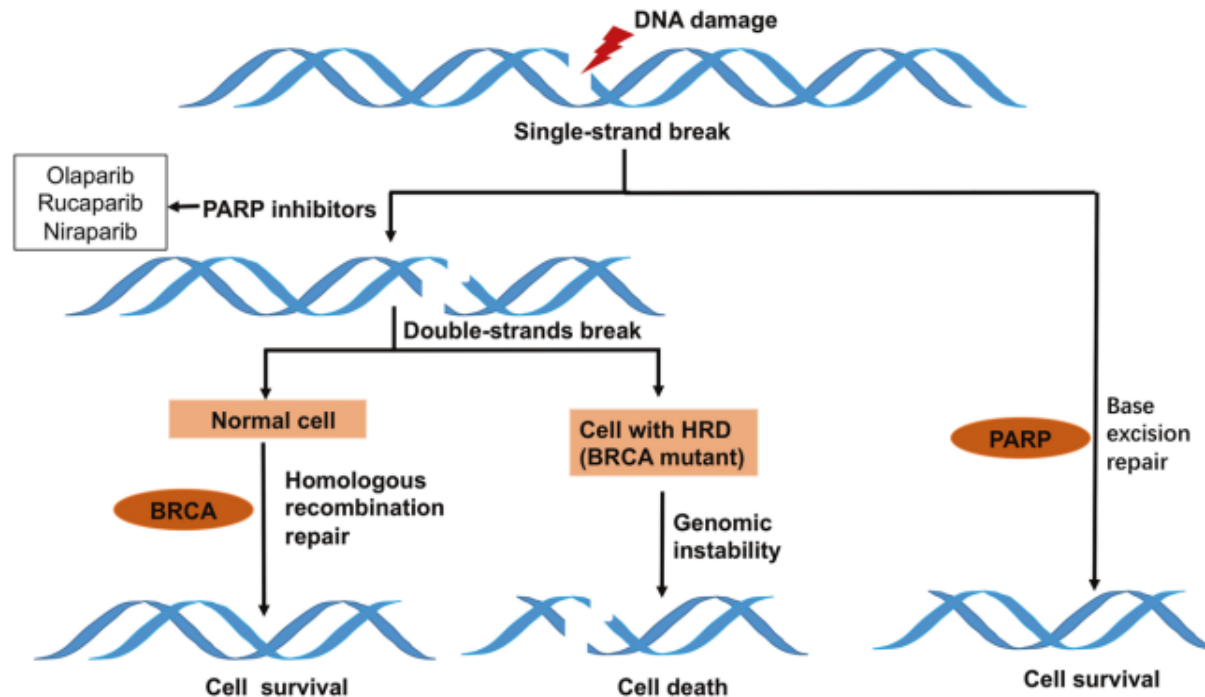 DNA damage
Single-strand break
Olaparib
Rucaparib
Niraparib
PARP inhibitors
Double-strands break
Normal cell
Cell with HRD
(BRCA mutant)
PARP
Base
excision
repair
BRCA
Homologous
recombination
repair
Genomic
instability
Cell survival
Cell death
Cell survival